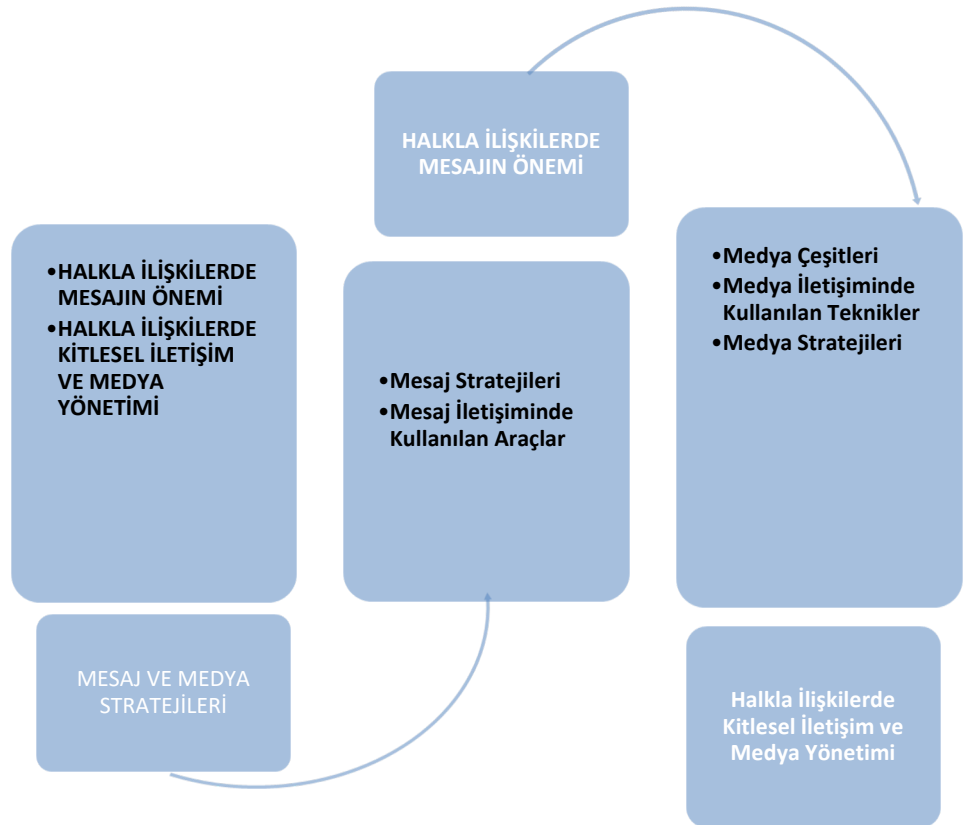 HALKLA İLİŞKİLERDE
MESAJIN ÖNEMİ
•HALKLA İLİŞKİLERDE
MESAJIN ÖNEMİ
•HALKLA İLİŞKİLERDE
KİTLESEL İLETİŞİM
VE MEDYA
YÖNETİMİ
MESAJ VE MEDYA
STRATEJİLERİ
•Mesaj Stratejileri
•Mesaj İletişiminde
Kullanılan Araçlar
•Medya Çeşitleri
•Medya İletişiminde
Kullanılan Teknikler
•Medya Stratejileri
Halkla İlişkilerde
Kitlesel İletişim ve
Medya Yönetimi